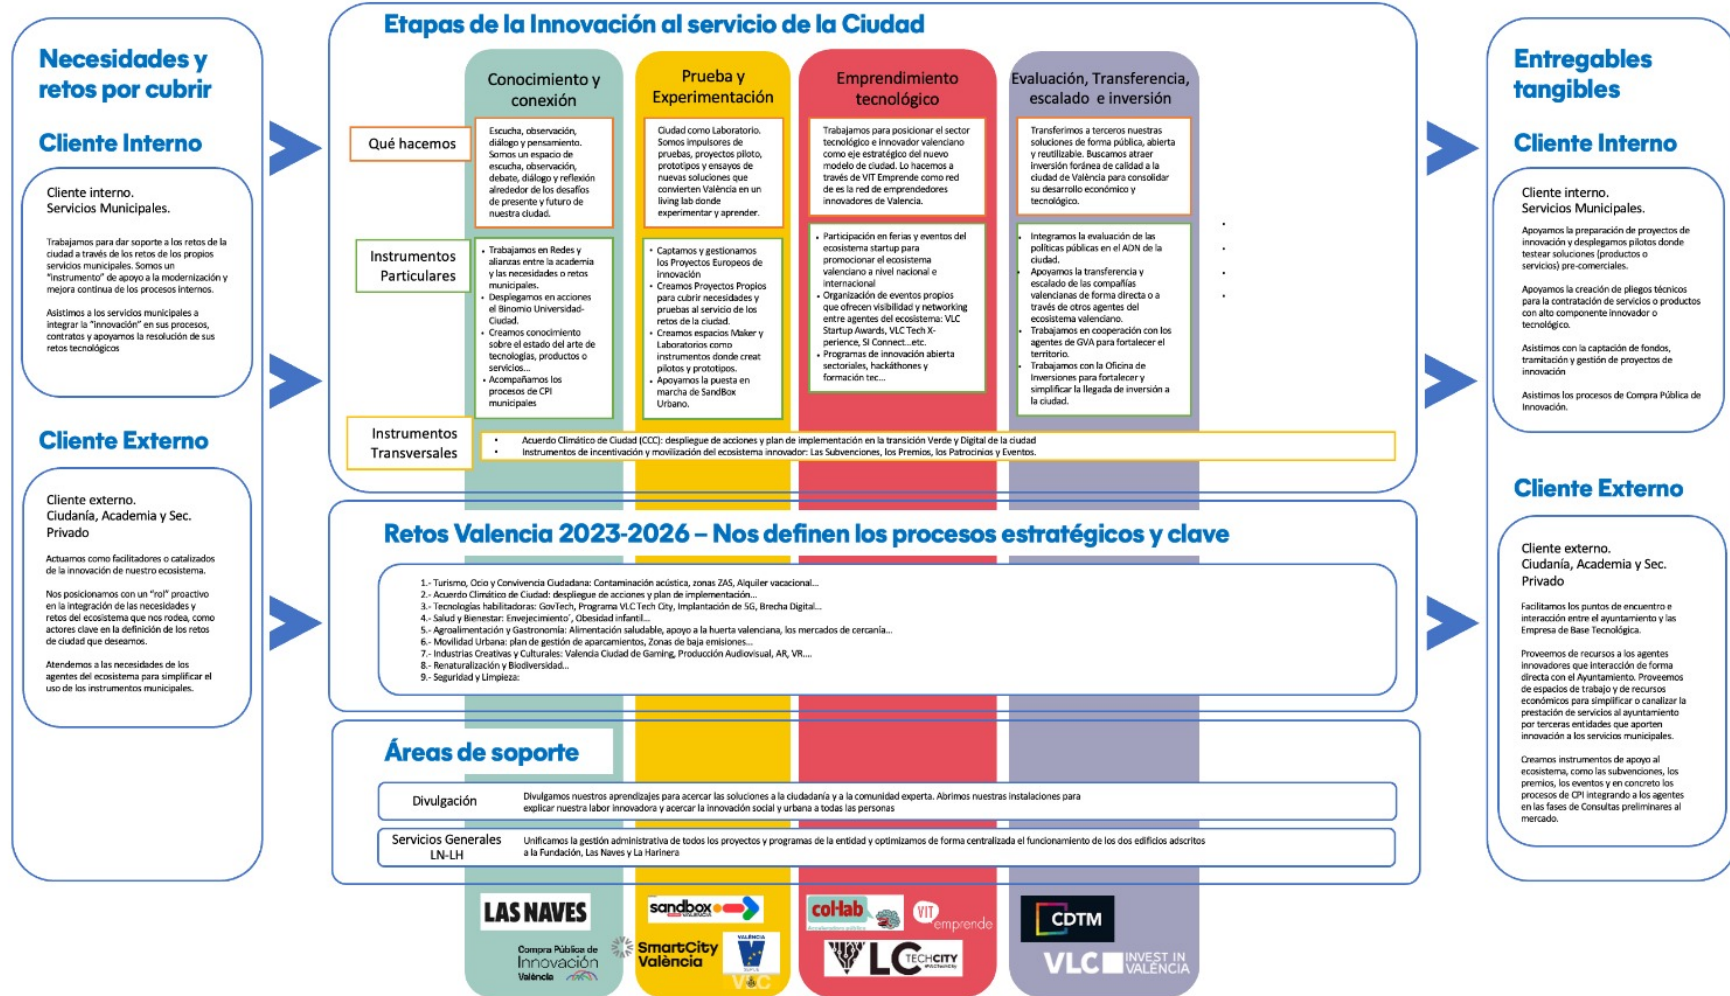 Necesidades y
retos por cubrir
Cliente Interno
Cliente interno.
Servicios Municipales.
Trabajamos para dar soporte a los retos de la
ciudad a través de los retos de los propios
servicios municipales. Somos un
"instrumento" de apoyo a la modernización y
mejora continua de los procesos internos.
Asistimos a los servicios municipales a
integrar la "innovación" en sus procesos,
contratos y apoyamos la resolución de sus
retos tecnológicos
Cliente Externo
Cliente externo.
Ciudanía, Academia y Sec.
Privado
Actuamos como facilitadores o catalizados
de la innovación de nuestro ecosistema.
Nos posicionamos con un "rol" proactivo
en la integración de las necesidades y
retos del ecosistema que nos rodea, como
actores clave en la definición de los retos
de ciudad que deseamos.
Atendemos a las necesidades de los
agentes del ecosistema para simplificar el
uso de los instrumentos municipales.
Etapas de la Innovación al servicio de la Ciudad
Conocimiento y
conexión
Prueba y
Experimentación
Emprendimiento
tecnológico
Evaluación, Transferencia,
escalado e inversión
Qué hacemos
Escucha, observación,
diálogo y pensamiento.
Somos un espacio de
escucha, observación,
debate, diálogo y reflexión
alrededor de los desafíos
de presente y futuro de
nuestra ciudad.
Ciudad como Laboratorio.
Somos impulsores de
pruebas, proyectos piloto,
prototipos y ensayos de
nuevas soluciones que
convierten València en un
living lab donde
experimentar y aprender.
Trabajamos para posicionar el sector
tecnológico e innovador valenciano
como eje estratégico del nuevo
modelo de ciudad. Lo hacemos a
través de VIT Emprende como red
de es la red de emprendedores
innovadores de Valencia.
Transferimos a terceros nuestras
soluciones de forma pública, abierta
y reutilizable. Buscamos atraer
inversión foránea de calidad a la
ciudad de València para consolidar
su desarrollo económico y
tecnológico.
Instrumentos
Particulares
• Trabajamos en Redes y
alianzas entre la academia
y las necesidades o retos
municipales.
• Desplegamos en acciones
el Binomio Universidad-
Ciudad.
• Creamos conocimiento
sobre el estado del arte de
tecnologías, productos o
servicios...
• Acompañamos los
procesos de CPI
municipales
• Captamos y gestionamos
los Proyectos Europeos de
innovación
• Creamos Proyectos Propios
para cubrir necesidades y
pruebas al servicio de los
retos de la ciudad.
• Creamos espacios Maker y
Laboratorios como
instrumentos donde creat
pilotos y prototipos.
• Apoyamos la puesta en
marcha de SandBox
Urbano.
• Participación en ferias y eventos del
ecosistema startup para
promocionar el ecosistema
valenciano a nivel nacional e
internacional
• Organización de eventos propios
que ofrecen visibilidad y networking
entre agentes del ecosistema: VLC
Startup Awards, VLC Tech X-
perience, SI Connect...etc.
• Programas de innovación abierta
sectoriales, hackáthones y
formación tec...
• Integramos la evaluación de las
políticas públicas en el ADN de la
ciudad.
• Apoyamos la transferencia y
escalado de las compañías
valencianas de forma directa o a
través de otros agentes del
ecosistema valenciano.
• Trabajamos en cooperación con los
agentes de GVA para fortalecer el
territorio.
• Trabajamos con la Oficina de
Inversiones para fortalecer y
simplificar la llegada de inversión a
la ciudad.
Instrumentos
Transversales
• Acuerdo Climático de Ciudad (CCC): despliegue de acciones y plan de implementación en la transición Verde y Digital de la ciudad
• Instrumentos de incentivación y movilización del ecosistema innovador: Las Subvenciones, los Premios, los Patrocinios y Eventos.
Retos Valencia 2023-2026 – Nos definen los procesos estratégicos y clave
1.- Turismo, Ocio y Convivencia Ciudadana: Contaminación acústica, zonas ZAS, Alquiler vacacional...
2.- Acuerdo Climático de Ciudad: despliegue de acciones y plan de implementación...
3.- Tecnologías habilitadoras: GovTech, Programa VLC Tech City, Implantación de 5G, Brecha Digital...
4.- Salud y Bienestar: Envejecimiento´, Obesidad infantil...
5.- Agroalimentación y Gastronomía: Alimentación saludable, apoyo a la huerta valenciana, los mercados de cercanía...
6.- Movilidad Urbana: plan de gestión de aparcamientos, Zonas de baja emisiones...
7.- Industrias Creativas y Culturales: Valencia Ciudad de Gaming, Producción Audiovisual, AR, VR....
8.- Renaturalización y Biodiversidad...
9.- Seguridad y Limpieza:
Áreas de soporte
Divulgación
Divulgamos nuestros aprendizajes para acercar las soluciones a la ciudadanía y a la comunidad experta. Abrimos nuestras instalaciones para
explicar nuestra labor innovadora y acercar la innovación social y urbana a todas las personas
Servicios Generales
LN-LH
Unificamos la gestión administrativa de todos los proyectos y programas de la entidad y optimizamos de forma centralizada el funcionamiento de los dos edificios adscritos
a la Fundación, Las Naves y La Harinera
LAS NAVES
Compra Pública de
Innovación
València
sandbox
VALÈNCIA
SmartCity
València
VALÈNCIA
VLC
col·lab
Aceleradora pública
VIT
emprende
VLC TECHCITY
CDTM
VLC INVEST IN
VALÈNCIA
Entregables
tangibles
Cliente Interno
Cliente interno.
Servicios Municipales.
Apoyamos la preparación de proyectos de
innovación y desplegamos pilotos donde
testear soluciones (productos o
servicios) pre-comerciales.
Apoyamos la creación de pliegos técnicos
para la contratación de servicios o productos
con alto componente innovador o
tecnológico.
Asistimos con la captación de fondos,
tramitación y gestión de proyectos de
innovación
Asistimos los procesos de Compra Pública de
Innovación.
Cliente Externo
Cliente externo.
Ciudanía, Academia y Sec.
Privado
Facilitamos los puntos de encuentro e
interacción entre el ayuntamiento y las
Empresa de Base Tecnológica.
Proveemos de recursos a los agentes
innovadores que interacción de forma
directa con el Ayuntamiento. Proveemos
de espacios de trabajo y de recursos
económicos para simplificar o canalizar la
prestación de servicios al ayuntamiento
por terceras entidades que aporten
innovación a los servicios municipales.
Creamos instrumentos de apoyo al
ecosistema, como las subvenciones, los
premios, los eventos y en concreto los
procesos de CPI integrando a los agentes
en las fases de Consultas preliminares al
mercado.